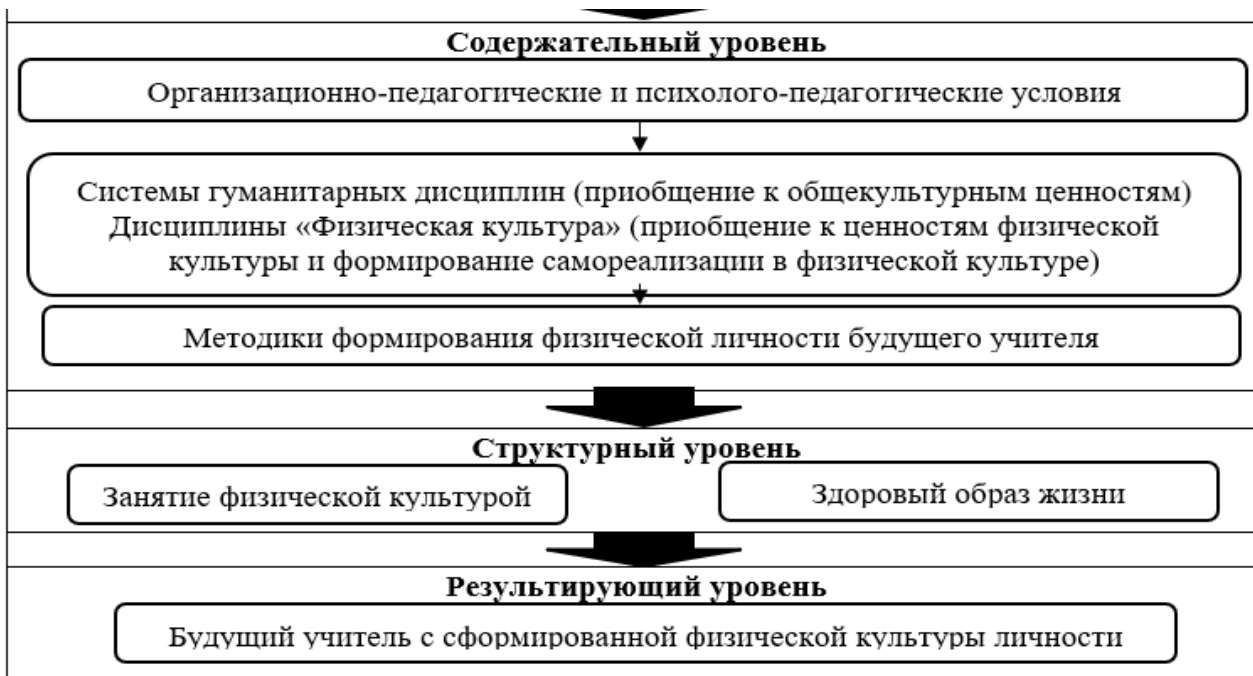 Содержательный уровень
Организационно-педагогические и психолого-педагогические условия
Системы гуманитарных дисциплин (приобщение к общекультурным ценностям)
Дисциплины «Физическая культура» (приобщение к ценностям физической
культуры и формирование самореализации в физической культуре)
Методики формирования физической личности будущего учителя
Структурный уровень
Занятие физической культурой
Здоровый образ жизни
Результирующий уровень
Будущий учитель с сформированной физической культуры личности